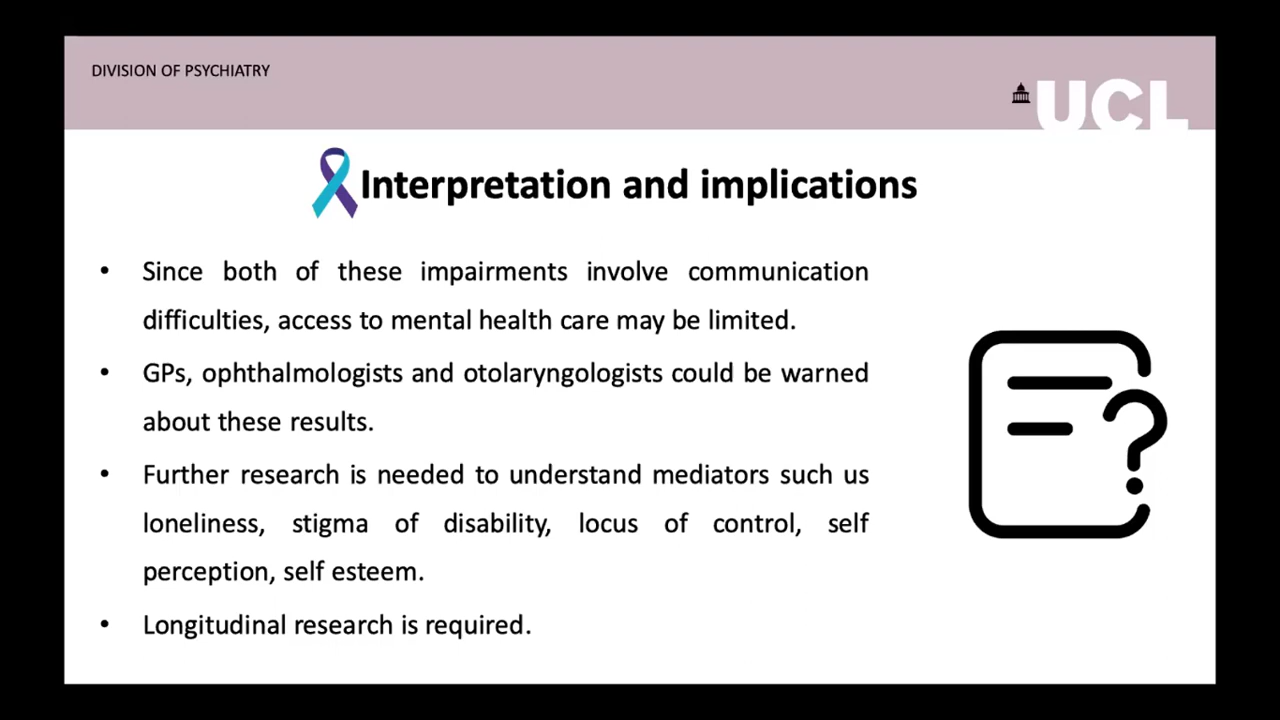 DIVISION OF PSYCHIATRY
UCL
Interpretation and implications
• Since both of these impairments involve communication
difficulties, access to mental health care may be limited.
• GPs, ophthalmologists and otolaryngologists could be warned
about these results.
• Further research is needed to understand mediators such us
loneliness, stigma of disability, locus of control, self
perception, self esteem.
• Longitudinal research is required.
?